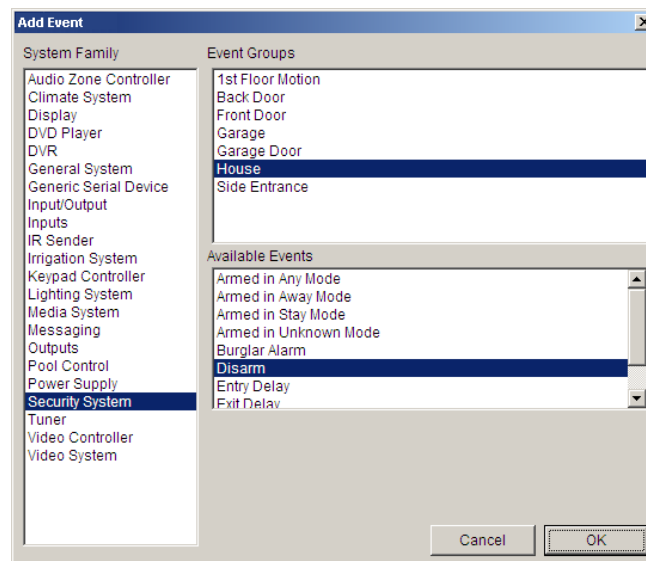 Add Event
System Family
Audio Zone Controller
Climate System
Display
DVD Player
DVR
General System
Generic Serial Device
Input/Output
Inputs
IR Sender
Irrigation System
Keypad Controller
Lighting System
Media System
Messaging
Outputs
Pool Control
Power Supply
Security System
Tuner
Video Controller
Video System
Event Groups
1st Floor Motion
Back Door
Front Door
Garage
Garage Door
House
Side Entrance
Available Events
Armed in Any Mode
Armed in Away Mode
Armed in Stay Mode
Armed in Unknown Mode
Burglar Alarm
Disarm
Entry Delay
Exit Delay
Cancel
OK